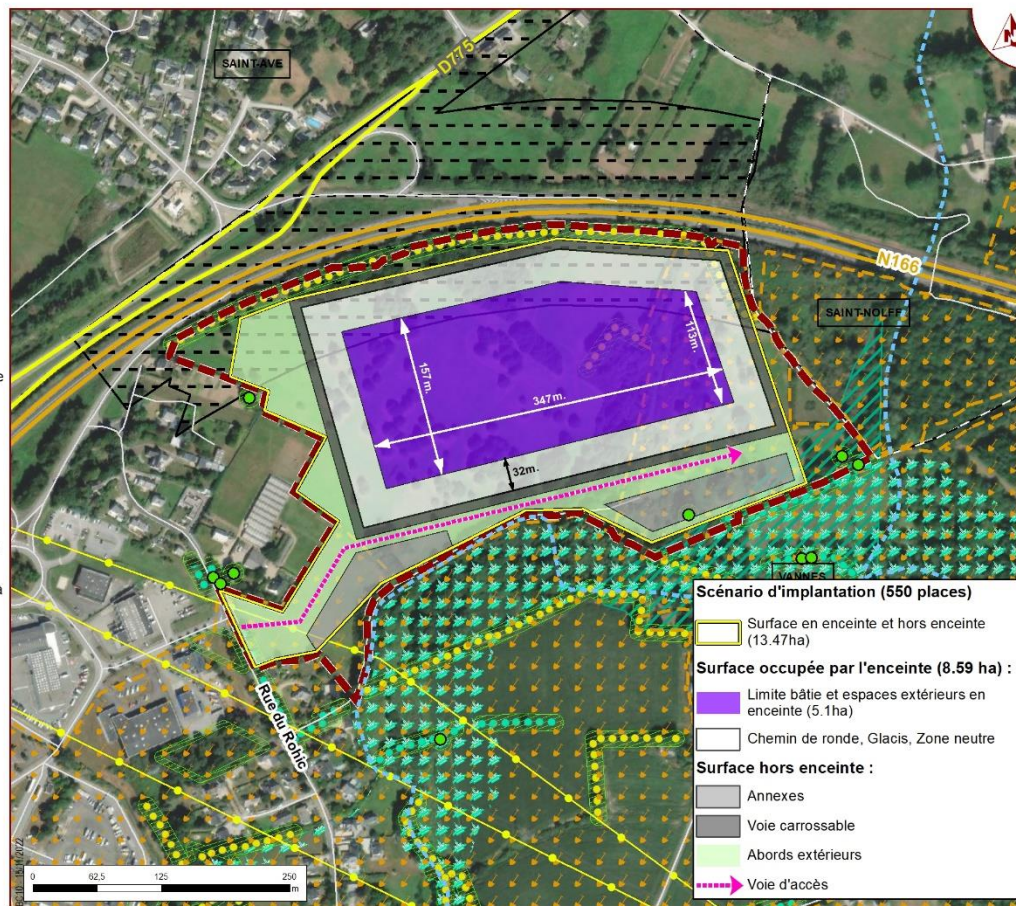 N
SAINT-AVE
D775
N166
SAINT-NOLFF
e
157m.
113m.
347m.
32m.
a
VANNES
Rue du Rohic
Scénario d'implantation (550 places)
Surface en enceinte et hors enceinte
(13.47ha)
Surface occupée par l'enceinte (8.59 ha) :
Limite bâtie et espaces extérieurs en
enceinte (5.1ha)
Chemin de ronde, Glacis, Zone neutre
Surface hors enceinte :
Annexes
Voie carrossable
Abords extérieurs
Voie d'accès
0 62,5 125 250
m